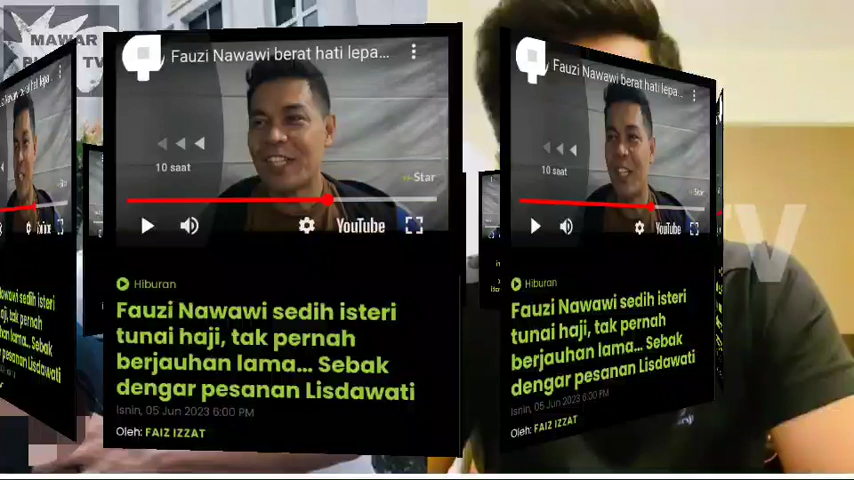 MAWAR
TV
Fauzi Nawawi berat hati lepa...
10 saat
Star
YouTube
Hiburan
Fauzi Nawawi sedih isteri
tunai haji, tak pernah
berjauhan lama... Sebak
dengar pesanan Lisdawati
Isnin, 05 Jun 2023 6:00 PM
Oleh: FAIZ IZZAT
Fauzi Nawawi berat hati lepa...
10 saat
Star
YouTube
Hiburan
Fauzi Nawawi sedih isteri
tunai haji, tak pernah
berjauhan lama... Sebak
dengar pesanan Lisdawati
Isnin, 05 Jun 2023 6:00 PM
Oleh: FAIZ IZZAT
TV